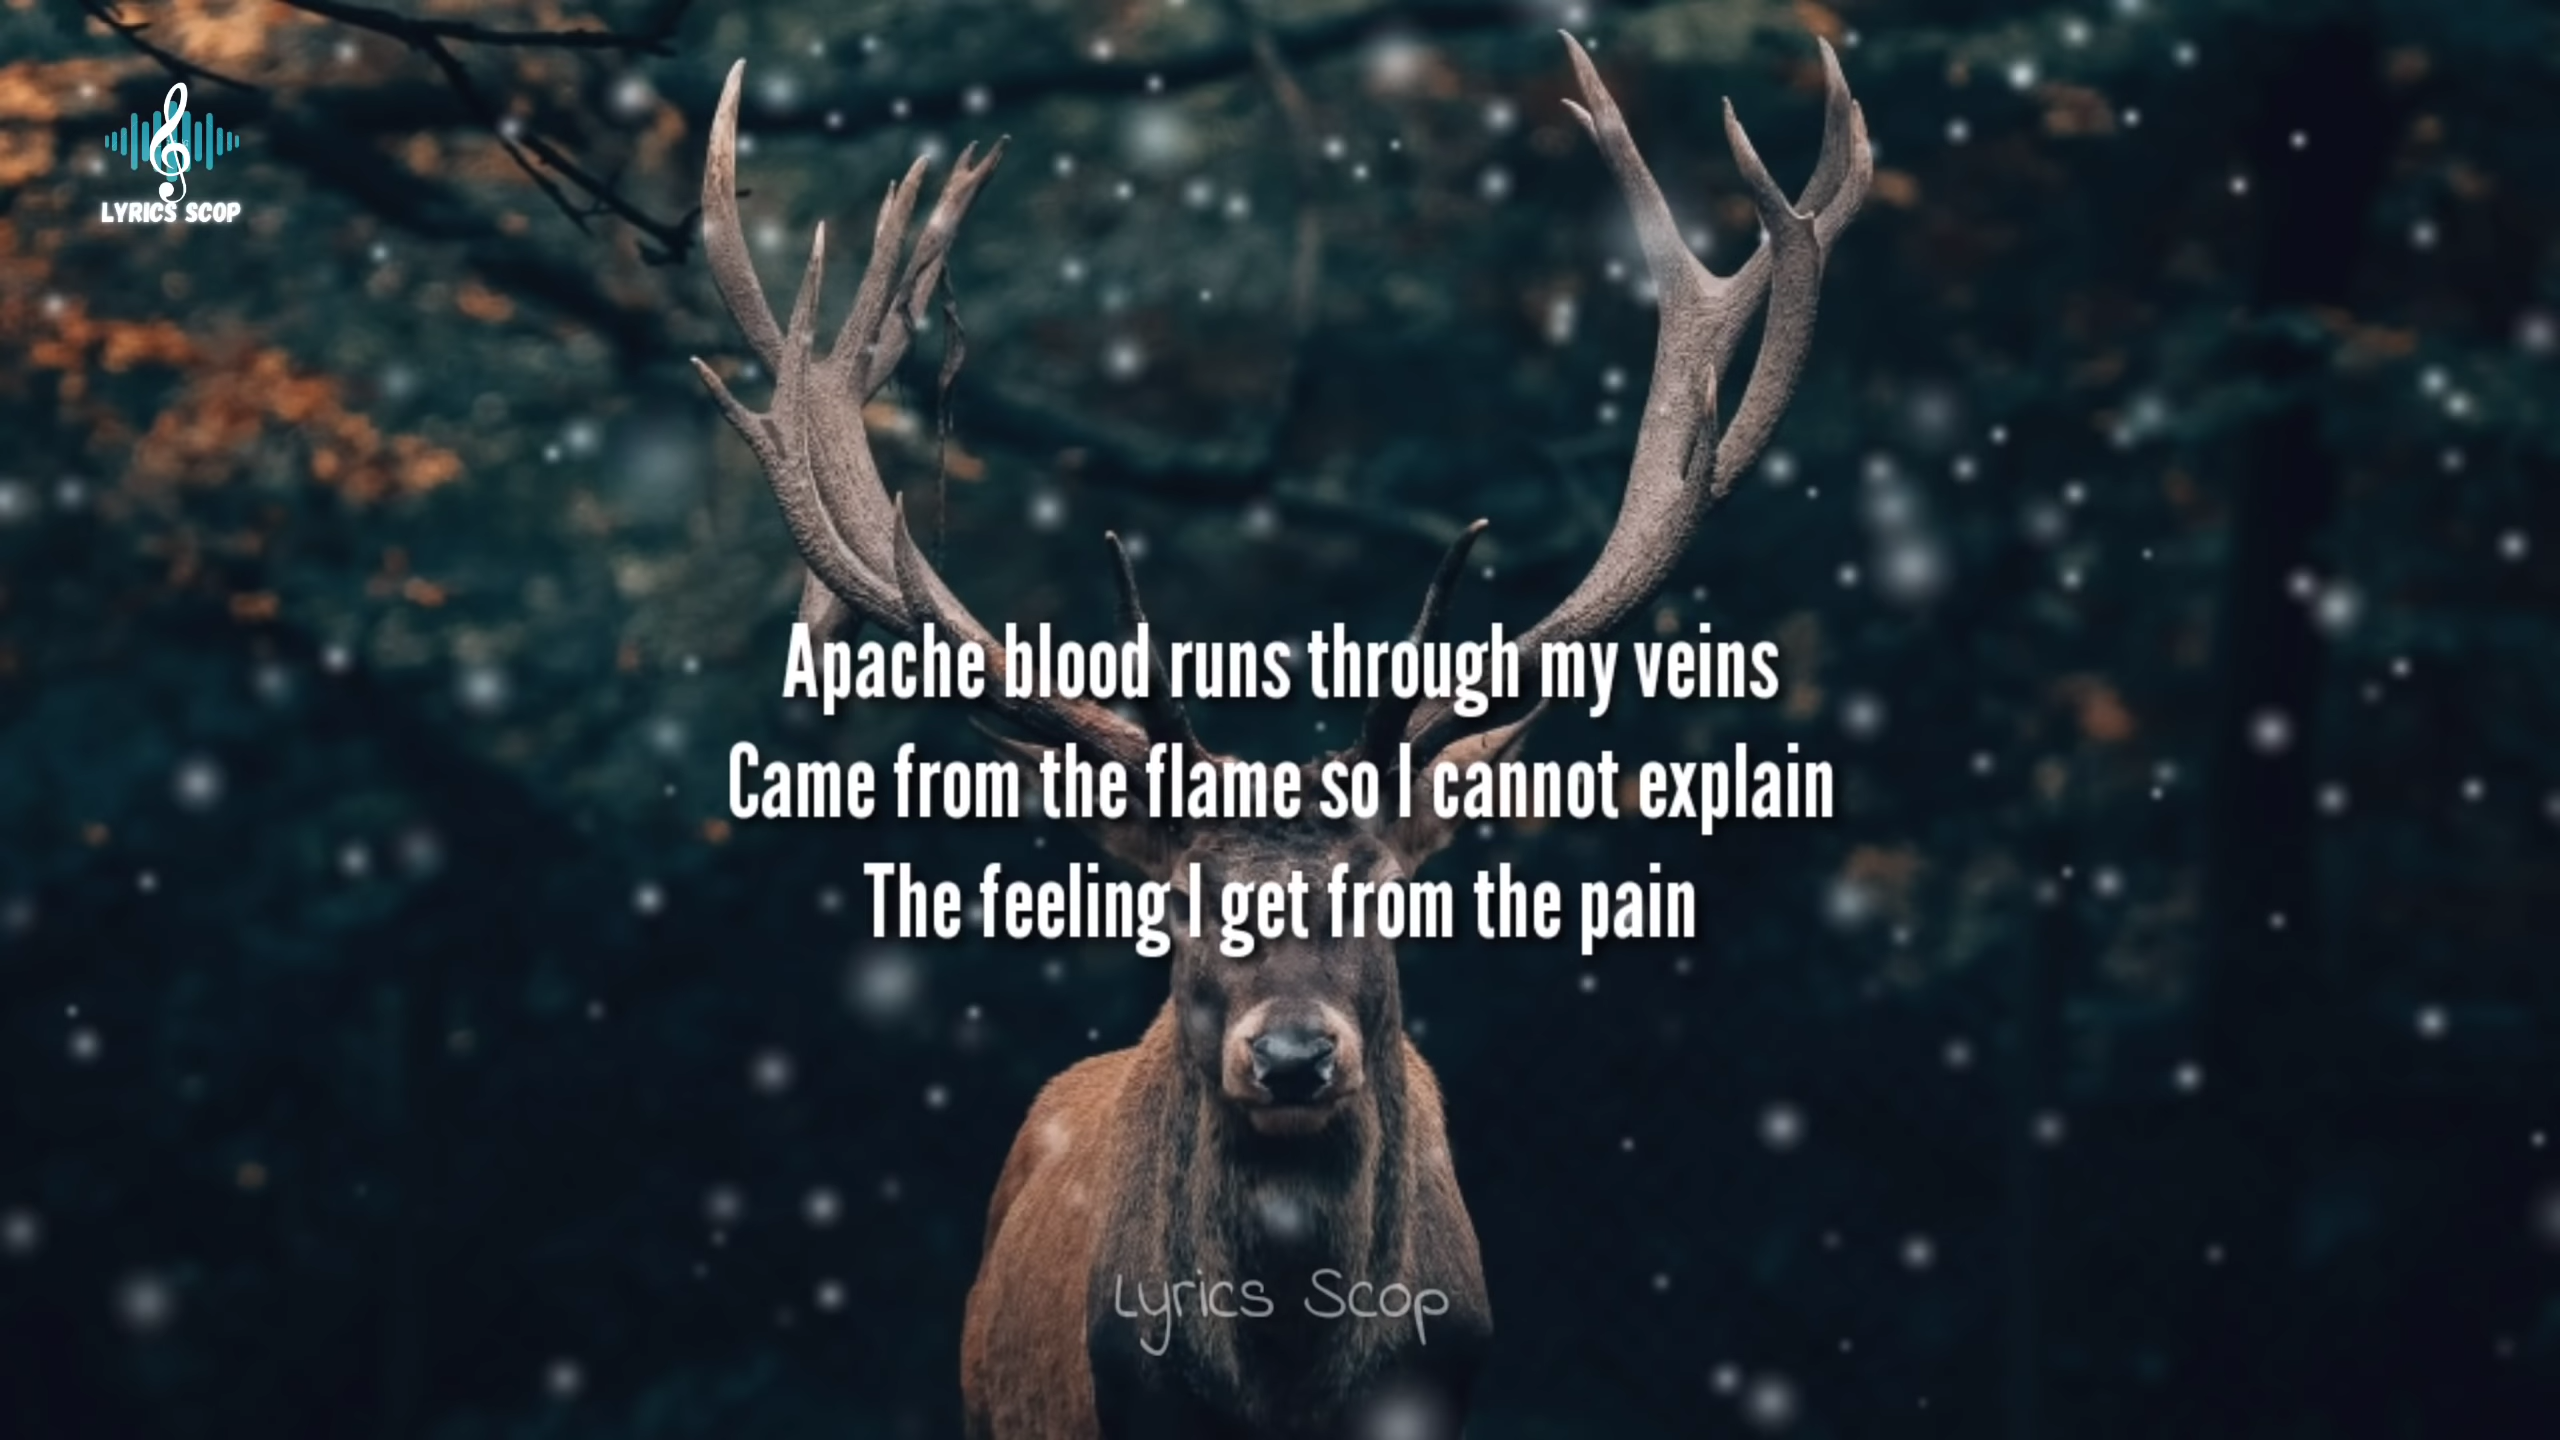 LYRICS SCOP
Apache blood runs through my veins
Came from the flame so I cannot explain
The feeling I get from the pain
Lyrics Scop